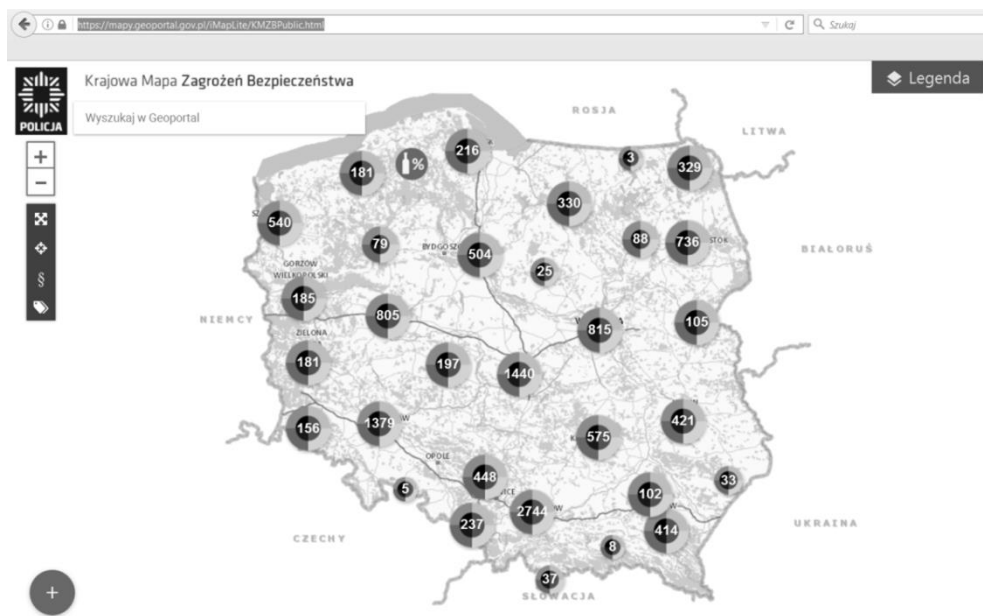 https://mapy.geoportal.gov.pl/iMapLite/KMZBPublic.html
Szukaj
Krajowa Mapa Zagrożeń Bezpieczeństwa
Legenda
POLICJA
Wyszukaj w Geoportal
ROSJA
LITWA
+
−
216
3
181
%
329
330
540
79
88
736
STOK
BYDGOSZ
504
BIAŁORUŚ
25
GORZÓW
WIELKOPOLSKI
185
NIEMCY
805
815
105
ZIELONA
181
197
1440
156
1379
421
575
OPOLE
448
5
33
102
2744
237
414
UKRAINA
CZECHY
8
37
SŁOWACJA
+
§